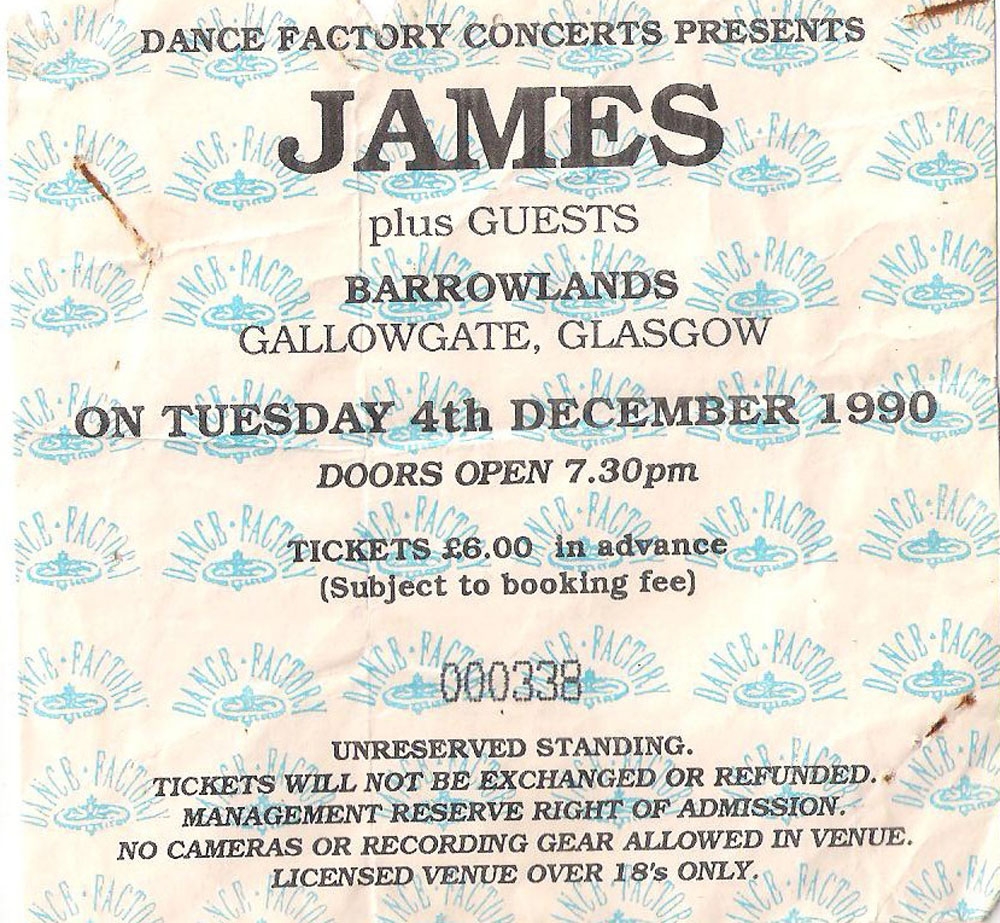 DANCE FACTORY CONCERTS PRESENTS
JAMES
plus GUESTS
BARROWLANDS
GALLOWGATE, GLASGOW
ON TUESDAY 4th DECEMBER 1990
DOORS OPEN 7.30pm
TICKETS £6.00 in advance
(Subject to booking fee)
000338
UNRESERVED STANDING.
TICKETS WILL NOT BE EXCHANGED OR REFUNDED.
MANAGEMENT RESERVE RIGHT OF ADMISSION.
NO CAMERAS OR RECORDING GEAR ALLOWED IN VENUE.
LICENSED VENUE OVER 18's ONLY.
DANCE·FACTORY